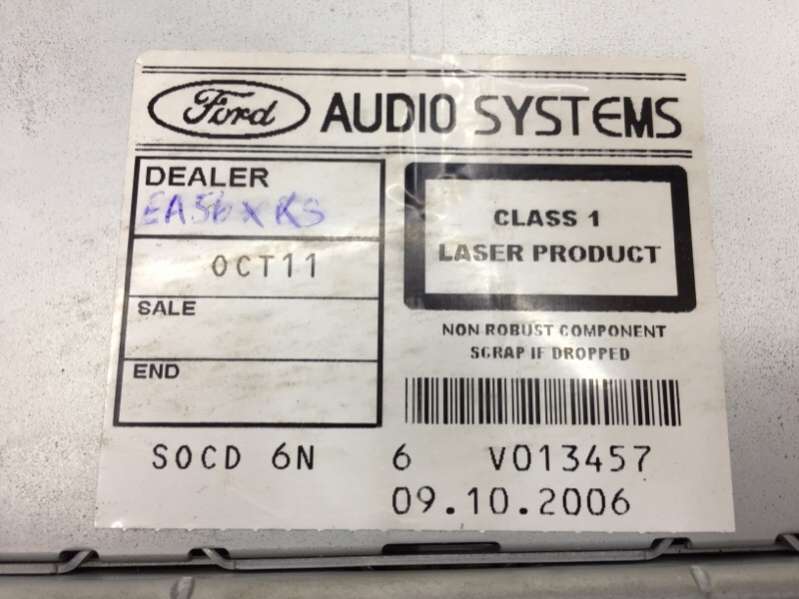 Ford AUDIO SYSTEMS
DEALER
EA56XRS
OCT11
SALE
END
CLASS 1
LASER PRODUCT
NON ROBUST COMPONENT
SCRAP IF DROPPED
SOCD 6N 6 V013457
09.10.2006